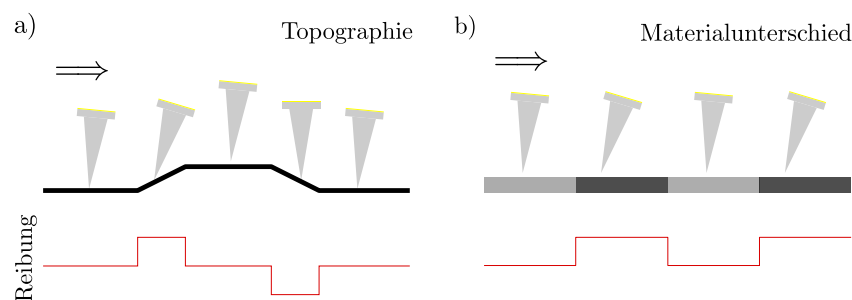 a)
Topographie
b)
Materialunterschied
Reibung